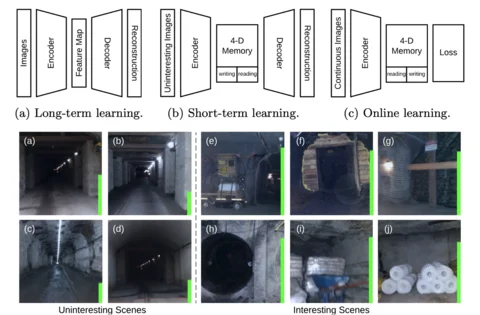 Images
Encoder
Feature Map
Decoder
Reconstruction
(a) Long-term learning.
Uninteresting Images
Encoder
4-D
Memory
writing
reading
Decoder
Reconstruction
(b) Short-term learning.
Continuous Images
Encoder
4-D
Memory
reading
writing
Loss
(c) Online learning.
(a)
(b)
(e)
(f)
(g)
(c)
(d)
(h)
(i)
(j)
Uninteresting Scenes
Interesting Scenes